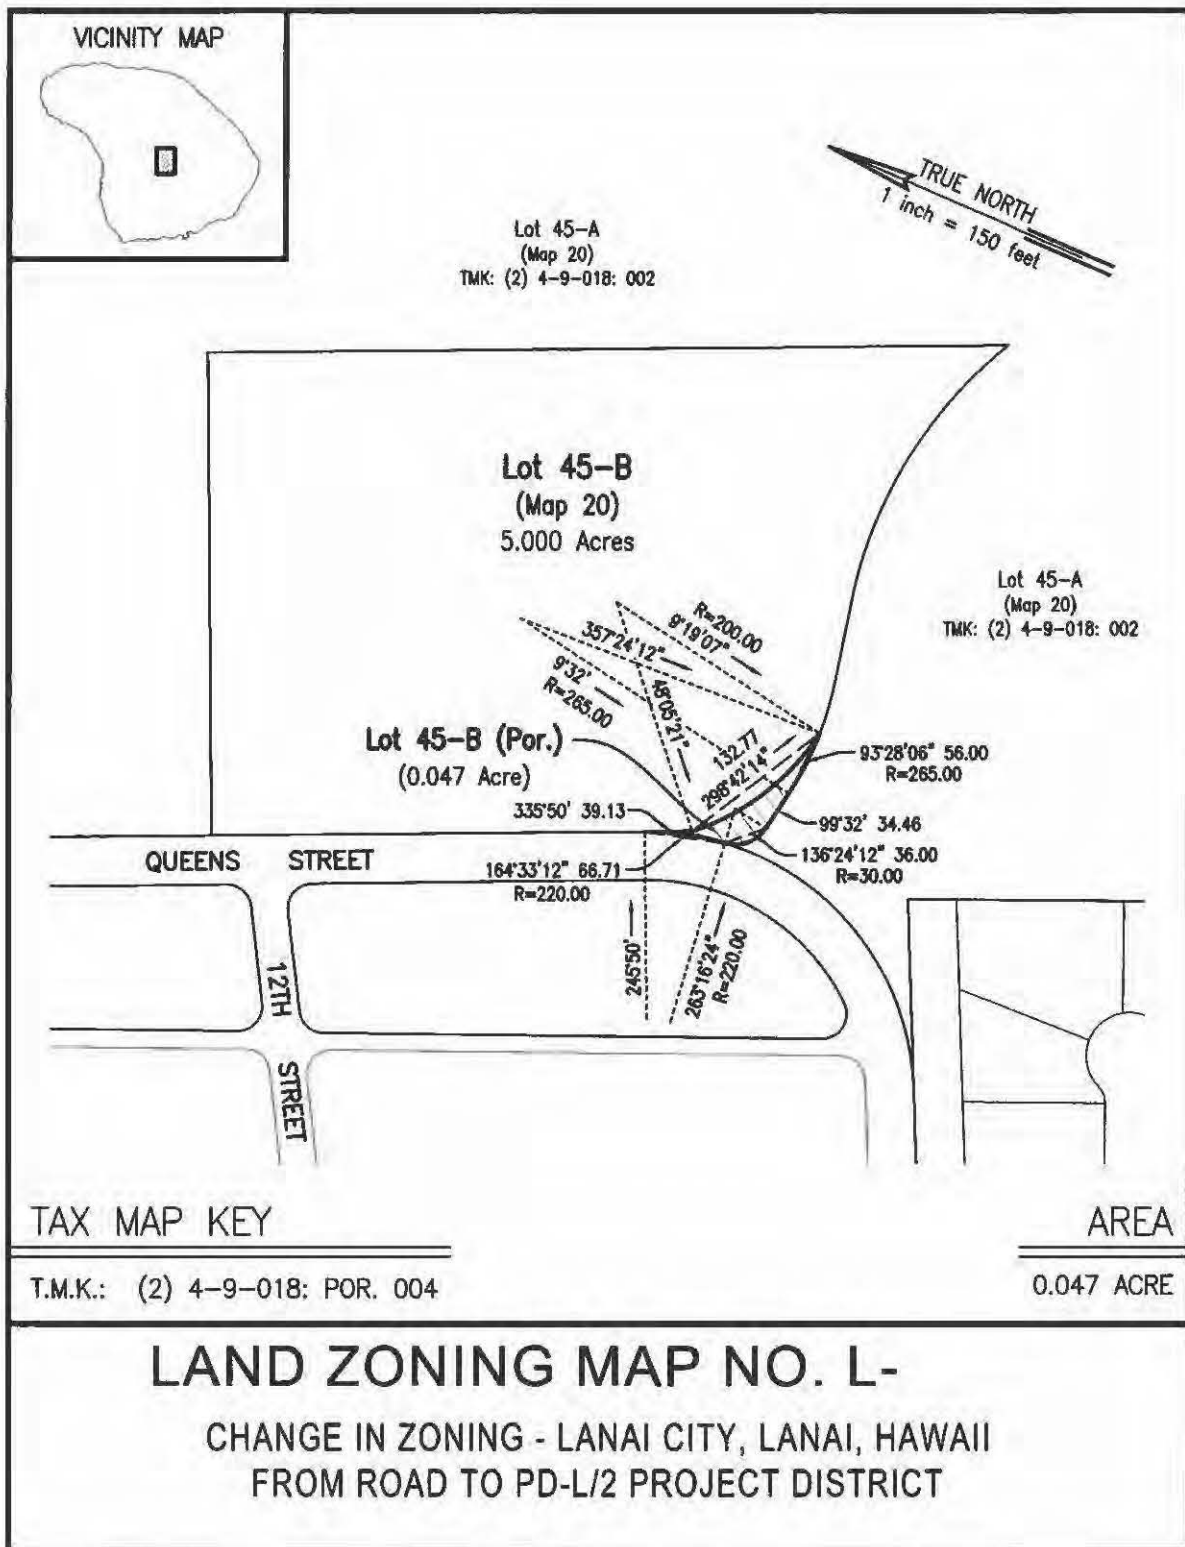 VICINITY MAP
TRUE NORTH
1 inch = 150 feet
Lot 45-A
(Map 20)
TMK: (2) 4-9-018: 002
Lot 45-B
(Map 20)
5.000 Acres
Lot 45-A
(Map 20)
TMK: (2) 4-9-018: 002
R=200.00
9°19'07"
357°24'12"
9°32'
R=265.00
48°05'21"
132.77
298°42'14"
Lot 45-B (Por.)
(0.047 Acre)
93°28'06" 56.00
R=265.00
335°50' 39.13
99°32' 34.46
136°24'12" 36.00
R=30.00
QUEENS STREET
164°33'12" 66.71
R=220.00
245°50'
263°16'24"
R=220.00
12TH
STREET
TAX MAP KEY
AREA
T.M.K.: (2) 4-9-018: POR. 004
0.047 ACRE
LAND ZONING MAP NO. L-
CHANGE IN ZONING - LANAI CITY, LANAI, HAWAII
FROM ROAD TO PD-L/2 PROJECT DISTRICT